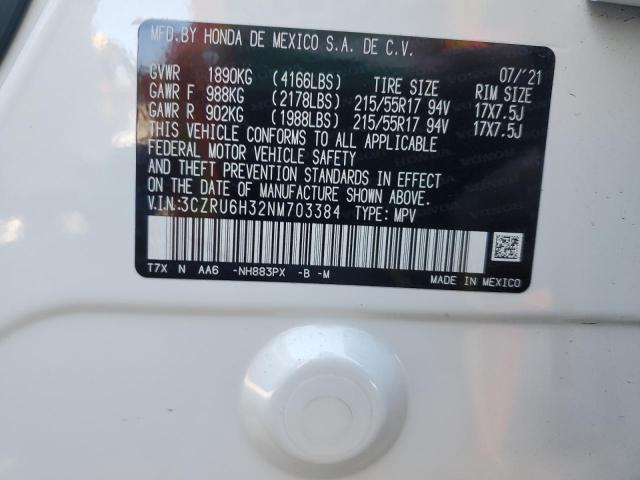 MFD.BY HONDA DE MEXICO S.A. DE C.V.
07/'21
GVWR 1890KG (4166LBS) TIRE SIZE RIM SIZE
GAWR F 988KG (2178LBS) 215/55R17 94V 17X7.5J
GAWR R 902KG (1988LBS) 215/55R17 94V 17X7.5J
THIS VEHICLE CONFORMS TO ALL APPLICABLE
FEDERAL MOTOR VEHICLE SAFETY
AND THEFT PREVENTION STANDARDS IN EFFECT
ON THE DATE OF MANUFACTURE SHOWN ABOVE.
V.IN.:3CZRU6H32NM703384 TYPE: MPV
T7X N AA6 -NH883PX -B -M
MADE IN MEXICO